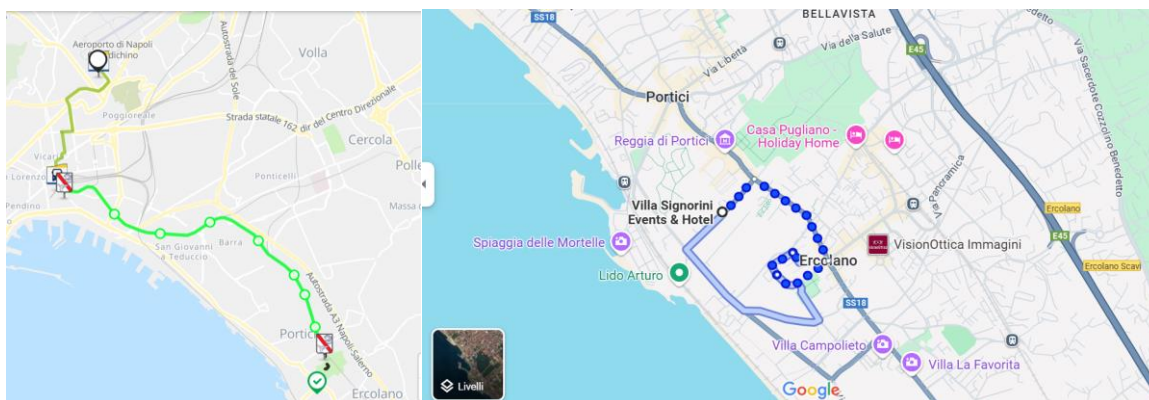 Aeroporto di Napoli
Volla
Autostrada del Sole
Poggioreale
Strada statale 162 dir del Centro Direzionale
Cercola
Vicaria
Lorenzo
Ponticelli
Pendino
Massa
San Giovanni
a Teduccio
Barra
Autostrada A3 Napoli-Salerno
Portici
Ercolano
SS18
BELLAVISTA
Via della Salute
E45
Via Libertà
Via Sacerdote Cozzolino Benedetto
Portici
Reggia di Portici
Casa Pugliano -
Holiday Home
Via Panoramica
Villa Signorini
Events & Hotel
Ercolano
E45
Spiaggia delle Mortelle
VisionOttica Immagini
Ercolano
Ercolano Scavi
Lido Arturo
SS18
Villa Campolieto
Villa La Favorita
Livelli
Google